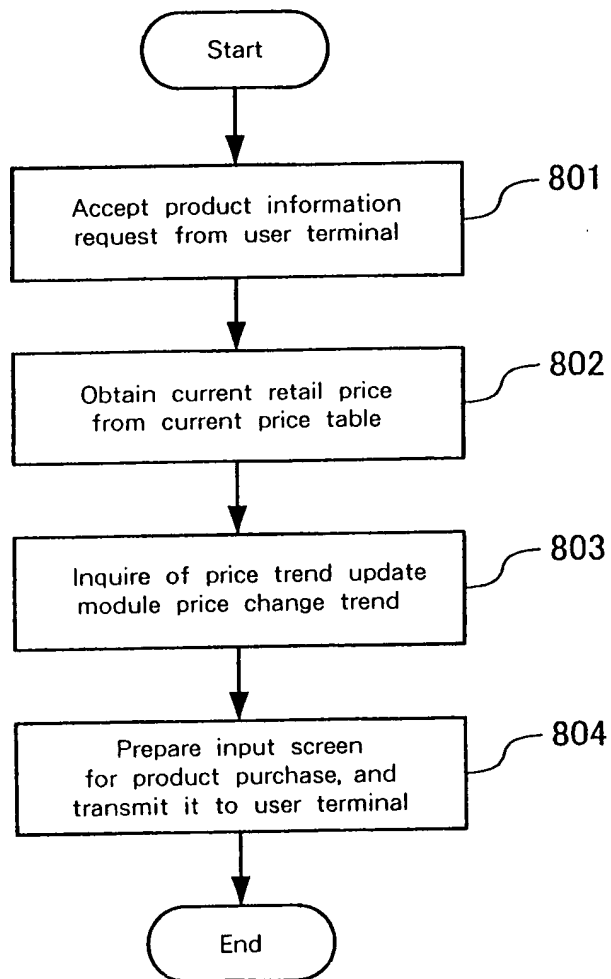 Start
801
Accept product information
request from user terminal
802
Obtain current retail price
from current price table
803
Inquire of price trend update
module price change trend
804
Prepare input screen
for product purchase, and
transmit it to user terminal
End